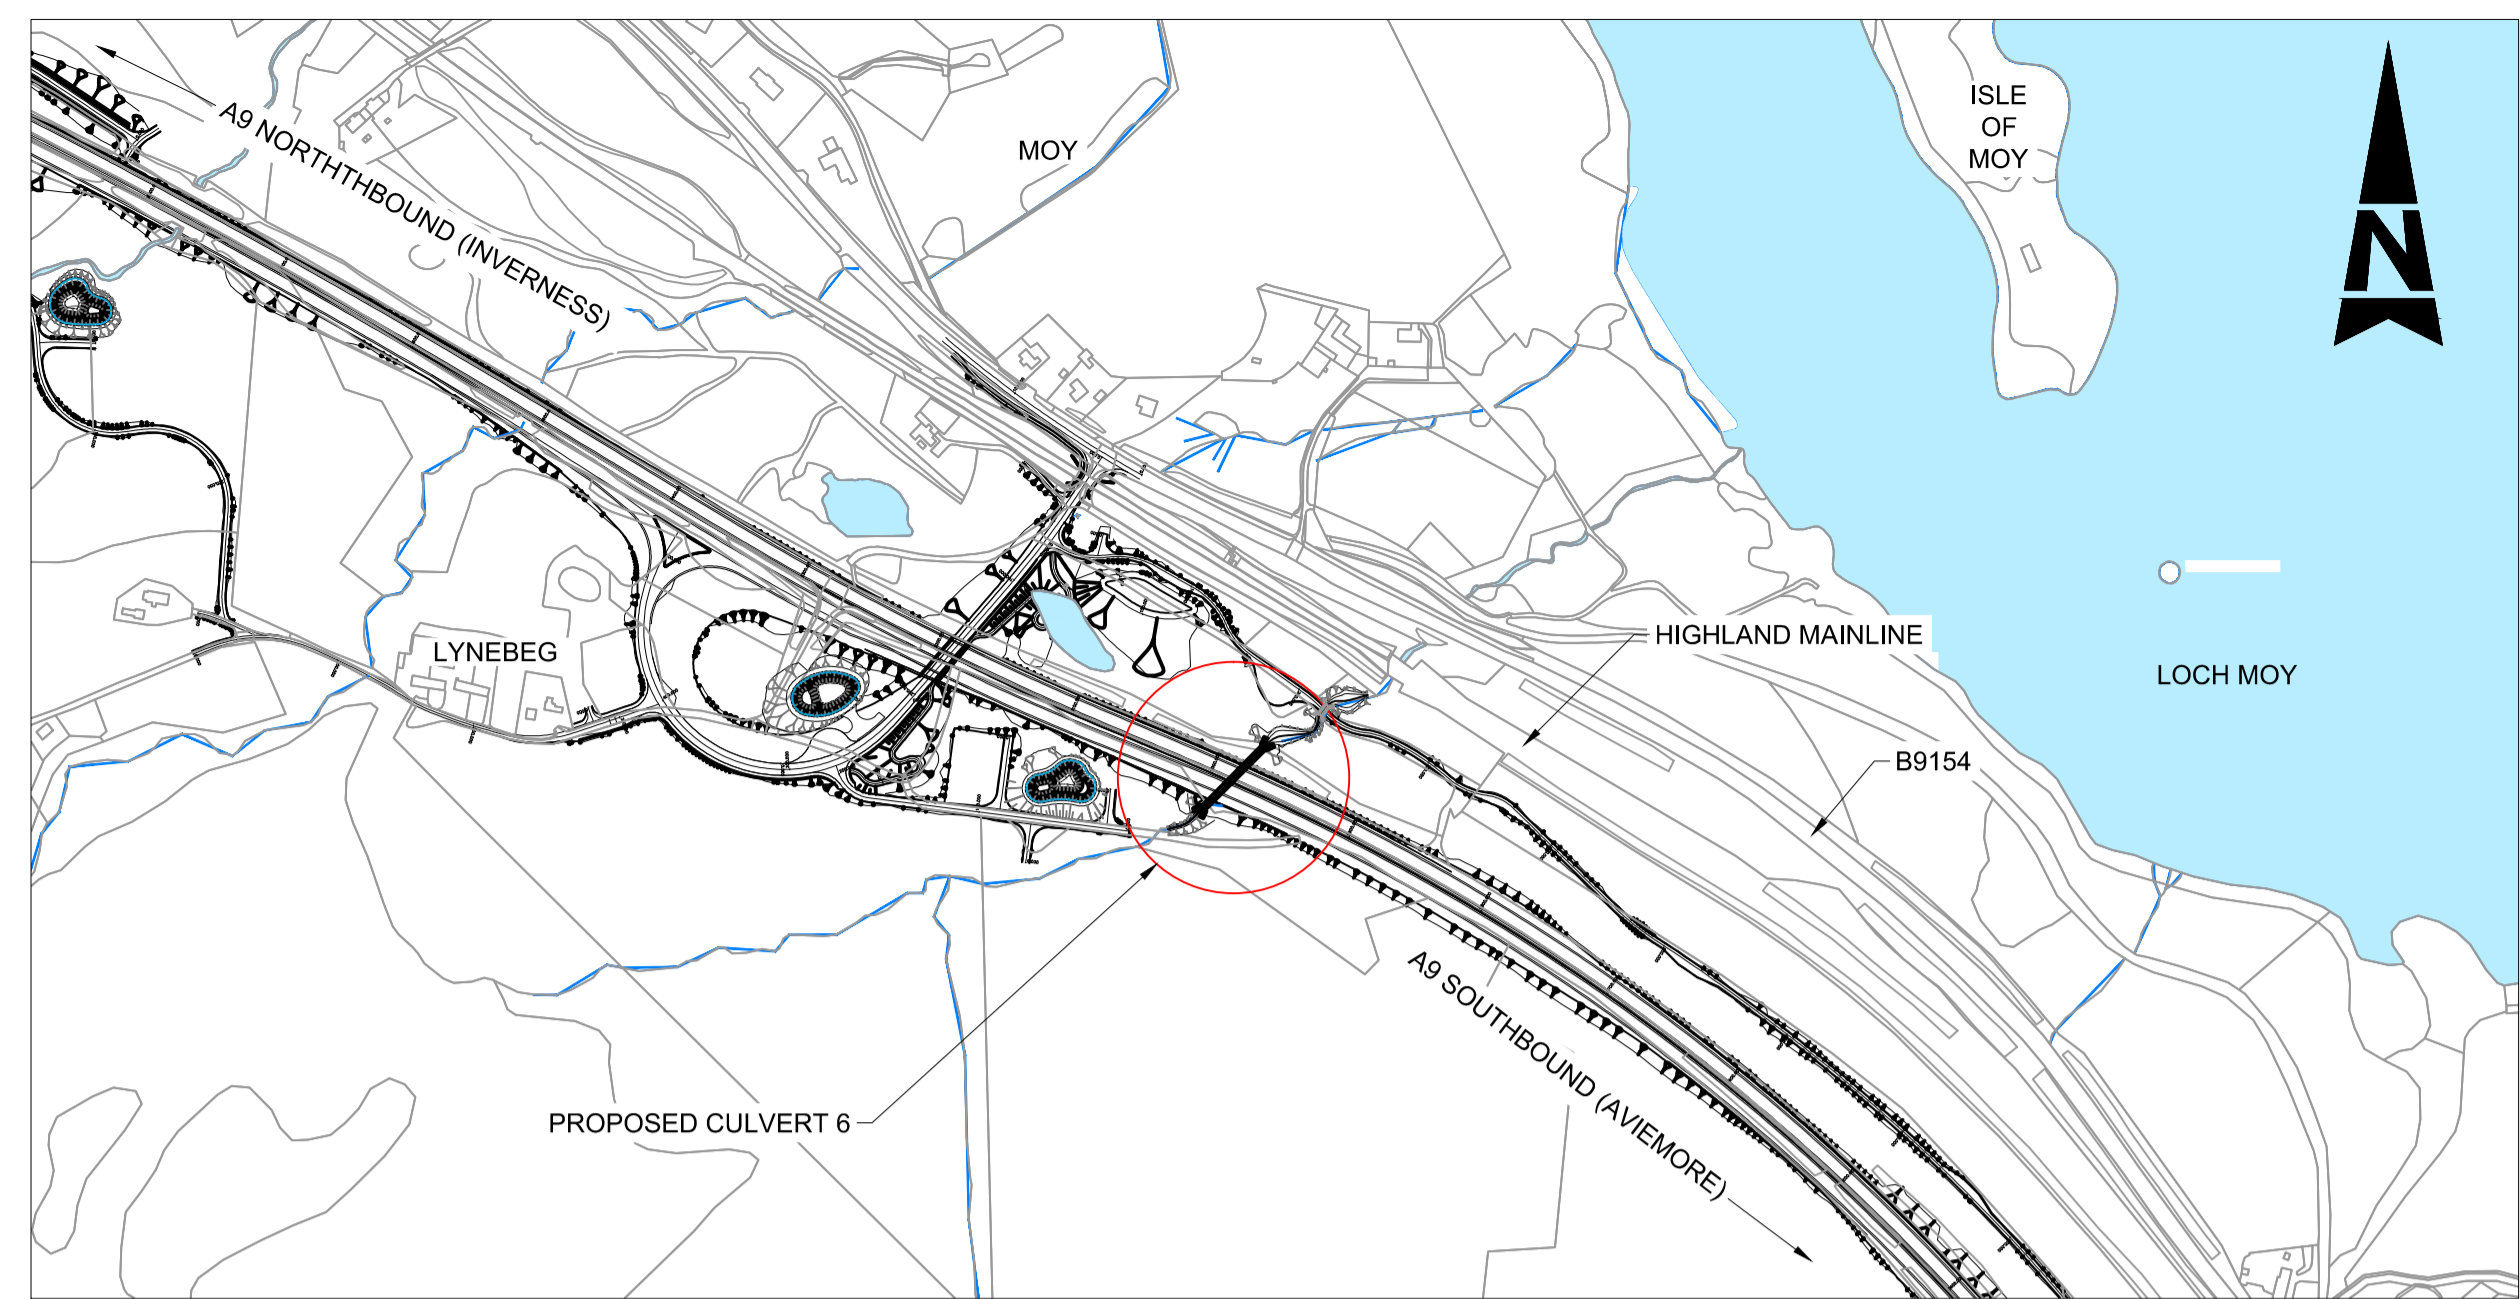 ISLE
OF
MOY
N
A9 NORTHTHBOUND (INVERNESS)
MOY
HIGHLAND MAINLINE
LYNEBEG
LOCH MOY
B9154
A9 SOUTHBOUND (AVIEMORE)
PROPOSED CULVERT 6